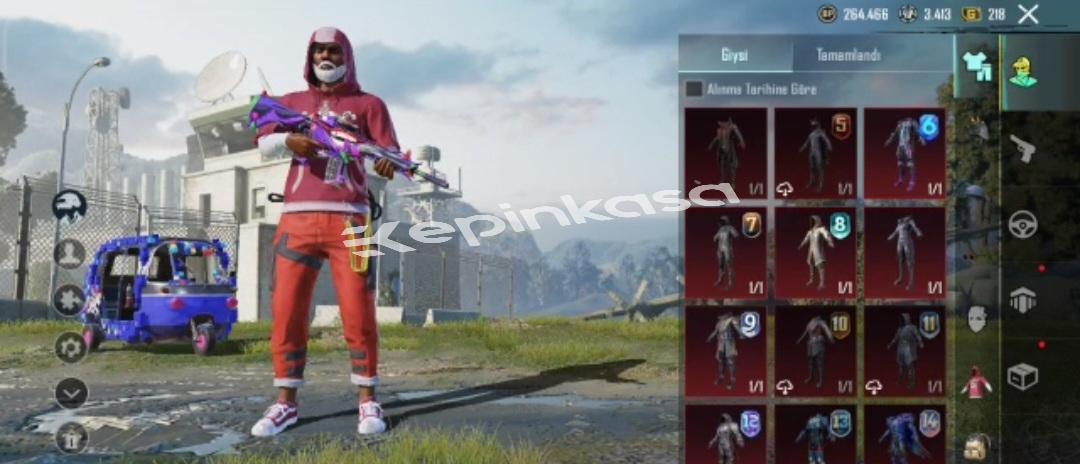 264.466 3.413 218
Giysi Tamamlandı
Alınma Tarihine Göre
5 6
1/1 1/1 1/1
7 8
1/1 1/1 1/1
9 10 11
1/1 1/1 1/1
12 13 14
epinkasa